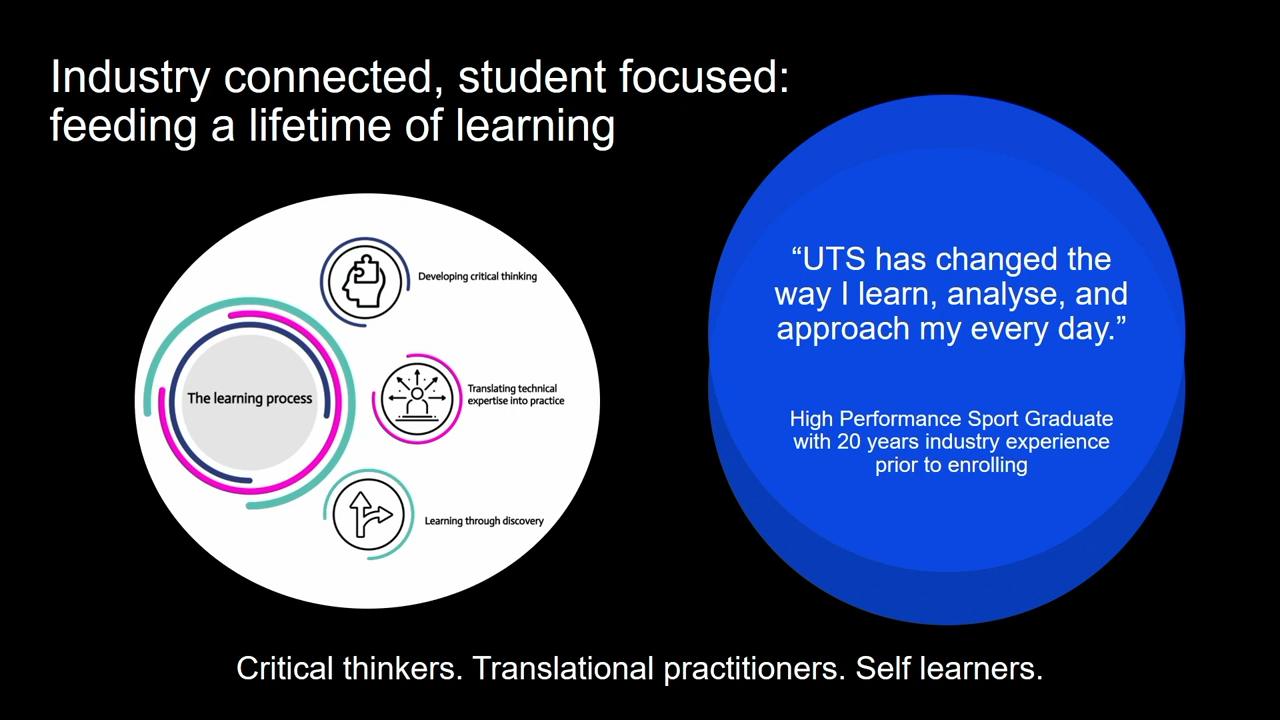 Industry connected, student focused:
feeding a lifetime of learning
Developing critical thinking
The learning process
Translating technical
expertise into practice
Learning through discovery
“UTS has changed the
way I learn, analyse, and
approach my every day.”
High Performance Sport Graduate
with 20 years industry experience
prior to enrolling
Critical thinkers. Translational practitioners. Self learners.